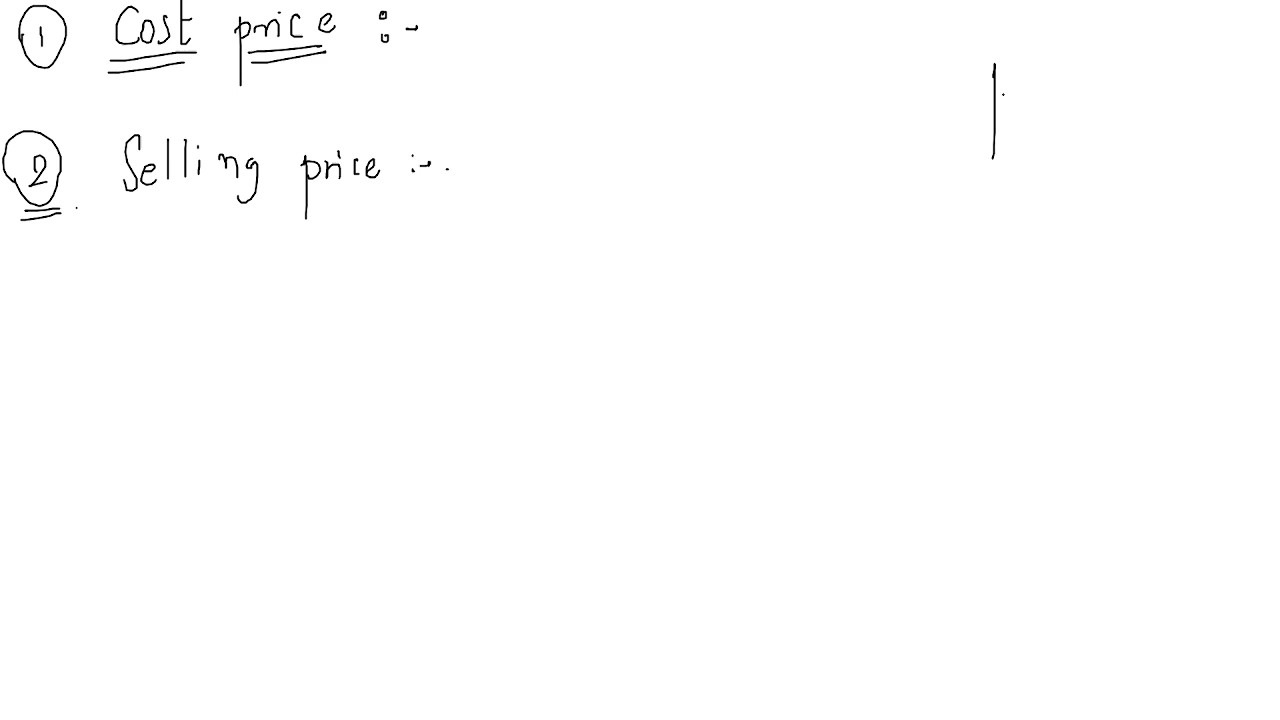 ① Cost price :-
② Selling price :-.